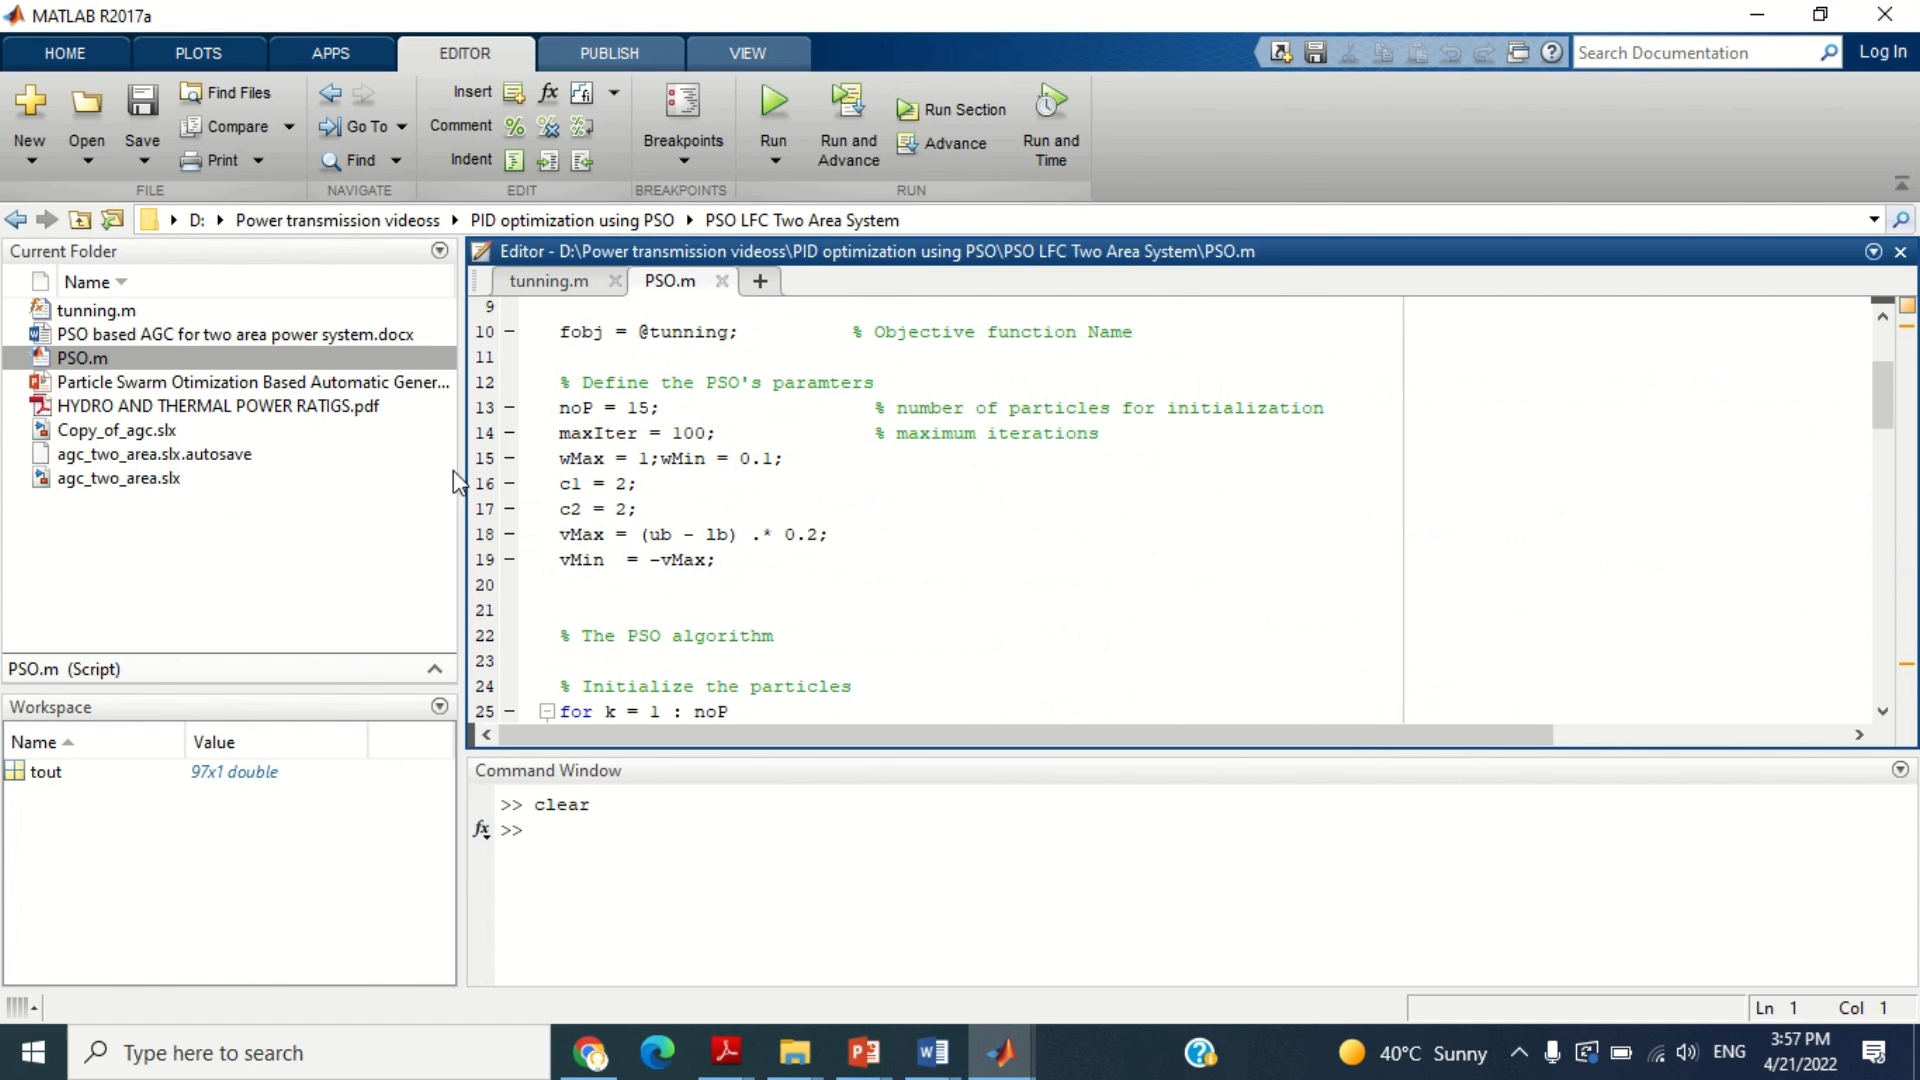 MATLAB R2017a
HOME PLOTS APPS EDITOR PUBLISH VIEW
Search Documentation Log In
New Open Save Find Files Compare Print
FILE
Go To Find
NAVIGATE
Insert fx
Comment
Indent
EDIT
Breakpoints
BREAKPOINTS
Run Run and Advance Run Section Advance Run and Time
RUN
D: Power transmission videoss PID optimization using PSO PSO LFC Two Area System
Current Folder
Name
tunning.m
PSO based AGC for two area power system.docx
PSO.m
Particle Swarm Otimization Based Automatic Gener...
HYDRO AND THERMAL POWER RATIGS.pdf
Copy_of_agc.slx
agc_two_area.slx.autosave
agc_two_area.slx
PSO.m (Script)
Workspace
Name Value
tout 97x1 double
Editor - D:\Power transmission videoss\PID optimization using PSO\PSO LFC Two Area System\PSO.m
tunning.m PSO.m
9
10 fobj = @tunning; % Objective function Name
11
12 % Define the PSO's paramters
13 noP = 15; % number of particles for initialization
14 maxIter = 100; % maximum iterations
15 wMax = 1;wMin = 0.1;
16 c1 = 2;
17 c2 = 2;
18 vMax = (ub - lb) .* 0.2;
19 vMin = -vMax;
20
21
22 % The PSO algorithm
23
24 % Initialize the particles
25 for k = 1 : noP
Command Window
>> clear
fx >>
Ln 1 Col 1
Type here to search
40°C Sunny ENG
3:57 PM
4/21/2022